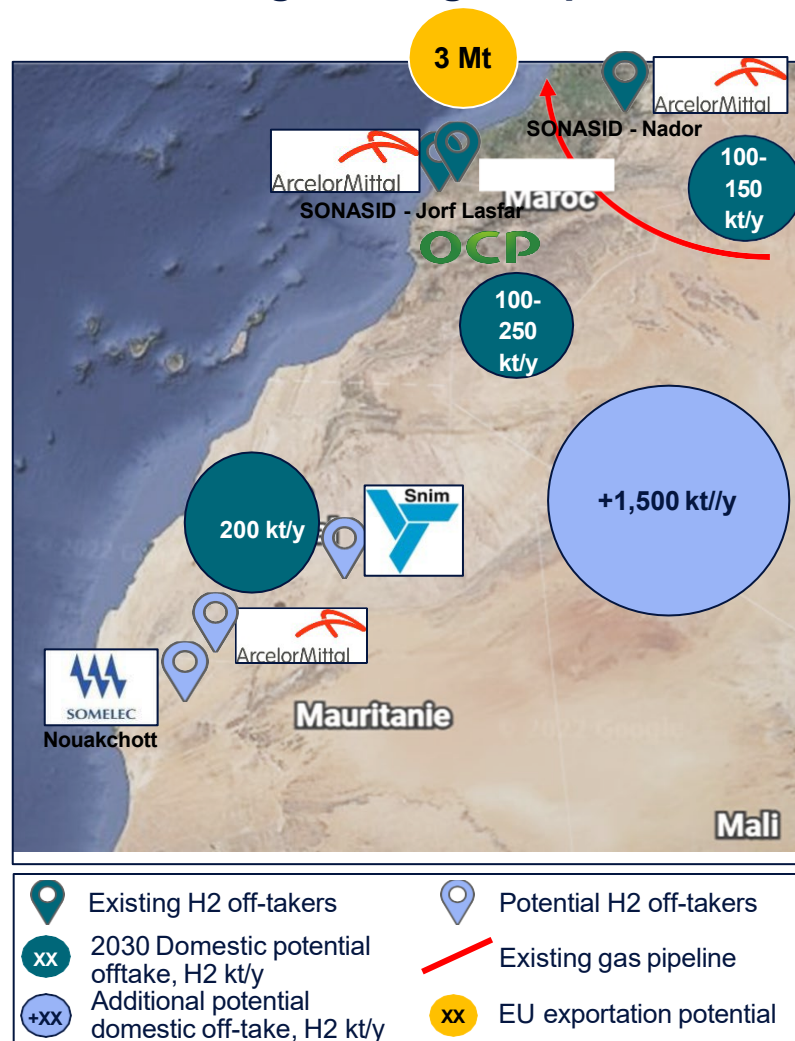 3 Mt
ArcelorMittal
SONASID - Nador
ArcelorMittal
Maroc
SONASID - Jorf Lasfar
100-
150
kt/y
OCP
100-
250
kt/y
+1,500 kt//y
200 kt/y
Snim
ArcelorMittal
SOMELEC
Nouakchott
Mauritanie
Mali
Existing H2 off-takers
Potential H2 off-takers
XX
2030 Domestic potential
offtake, H2 kt/y
Existing gas pipeline
+XX
Additional potential
domestic off-take, H2 kt/y
XX
EU exportation potential